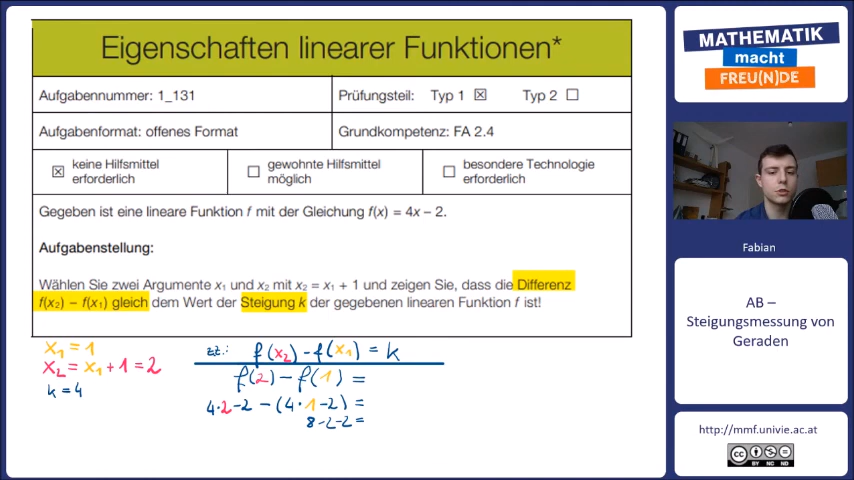 Eigenschaften linearer Funktionen*
Aufgabennummer: 1_131
Prüfungsteil: Typ 1 ☒ Typ 2 ☐
Aufgabenformat: offenes Format
Grundkompetenz: FA 2.4
☒ keine Hilfsmittel
erforderlich
☐ gewohnte Hilfsmittel
möglich
☐ besondere Technologie
erforderlich
Gegeben ist eine lineare Funktion f mit der Gleichung f(x) = 4x – 2.
Aufgabenstellung:
Wählen Sie zwei Argumente x₁ und x₂ mit x₂ = x₁ + 1 und zeigen Sie, dass die Differenz
f(x₂) – f(x₁) gleich dem Wert der Steigung k der gegebenen linearen Funktion f ist!
x₁ = 1
x₂ = x₁ + 1 = 2
k = 4
z.z.: f(x₂) - f(x₁) = k
f(2) - f(1) =
4·2-2 - (4·1-2) =
8-2-2 =
MATHEMATIK
macht
FREU(N)DE
Fabian
AB –
Steigungsmessung von
Geraden
http://mmf.univie.ac.at
CC BY NC ND